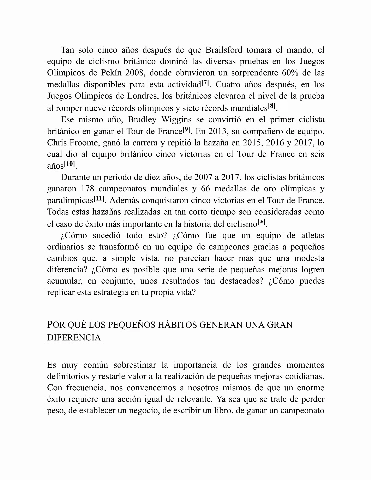 Tan solo cinco años después de que Brailsford tomara el mando, el
equipo de ciclismo británico dominó las diversas pruebas en los Juegos
Olímpicos de Pekín 2008, donde obtuvieron un sorprendente 60% de las
medallas disponibles para esta actividad[7]. Cuatro años después, en los
Juegos Olímpicos de Londres, los británicos elevaron el nivel de la prueba
al romper nueve récords olímpicos y siete récords mundiales[8].
Ese mismo año, Bradley Wiggins se convirtió en el primer ciclista
británico en ganar el Tour de France[9]. En 2013, su compañero de equipo,
Chris Froome, ganó la carrera y repitió la hazaña en 2015, 2016 y 2017, lo
cual dio al equipo británico cinco victorias en el Tour de France en seis
años[10].
Durante un periodo de diez años, de 2007 a 2017, los ciclistas británicos
ganaron 178 campeonatos mundiales y 66 medallas de oro olímpicas y
paralímpicas[11]. Además conquistaron cinco victorias en el Tour de France.
Todas estas hazañas realizadas en tan corto tiempo son consideradas como
el caso de éxito más importante en la historia del ciclismo[*].
¿Cómo sucedió todo esto? ¿Cómo fue que un equipo de atletas
ordinarios se transformó en un equipo de campeones gracias a pequeños
cambios que, a simple vista, no parecían hacer más que una modesta
diferencia? ¿Cómo es posible que una serie de pequeñas mejoras logren
acumular, en conjunto, unos resultados tan destacados? ¿Cómo puedes
replicar esta estrategia en tu propia vida?
POR QUÉ LOS PEQUEÑOS HÁBITOS GENERAN UNA GRAN
DIFERENCIA
Es muy común sobrestimar la importancia de los grandes momentos
definitorios y restarle valor a la realización de pequeñas mejoras cotidianas.
Con frecuencia, nos convencemos a nosotros mismos de que un enorme
éxito requiere una acción igual de relevante. Ya sea que se trate de perder
peso, de establecer un negocio, de escribir un libro, de ganar un campeonato